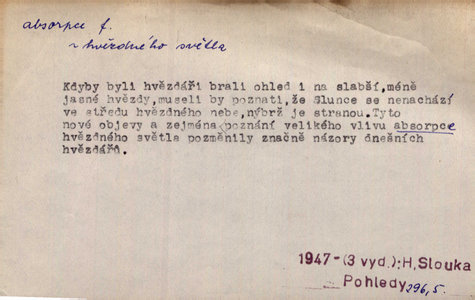 absorpce f.
~ hvězdného světla
Kdyby byli hvězdáři brali ohled i na slabší,méně
jasné hvězdy,museli by poznati,že Slunce se nenachází
ve středu hvězdného nebe,nýbrž je stranou.Tyto
nové objevy a zejména poznání velikého vlivu absorpce
hvězdného světla pozměnily značně názory dnešních
hvězdářů.
1947-(3 vyd.):H,Slouka
Pohledy 296,5.